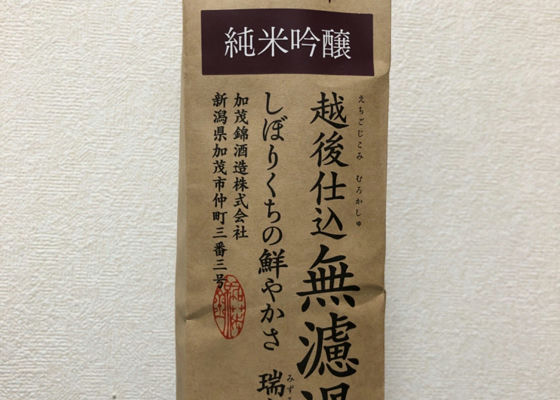 純米吟醸
えちごじこみ むろかしゅ
越後仕込無濾過
しぼりくちの鮮やかさ 瑞
みず
加茂錦酒造株式会社
新潟県加茂市仲町三番三号